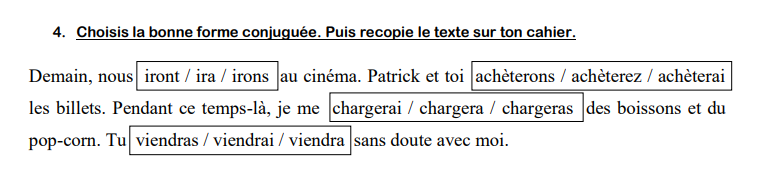 4. Choisis la bonne forme conjuguée. Puis recopie le texte sur ton cahier.
Demain, nous iront / ira / irons au cinéma. Patrick et toi achèterons / achèterez / achèterai
les billets. Pendant ce temps-là, je me chargerai / chargera / chargeras des boissons et du
pop-corn. Tu viendras / viendrai / viendra sans doute avec moi.